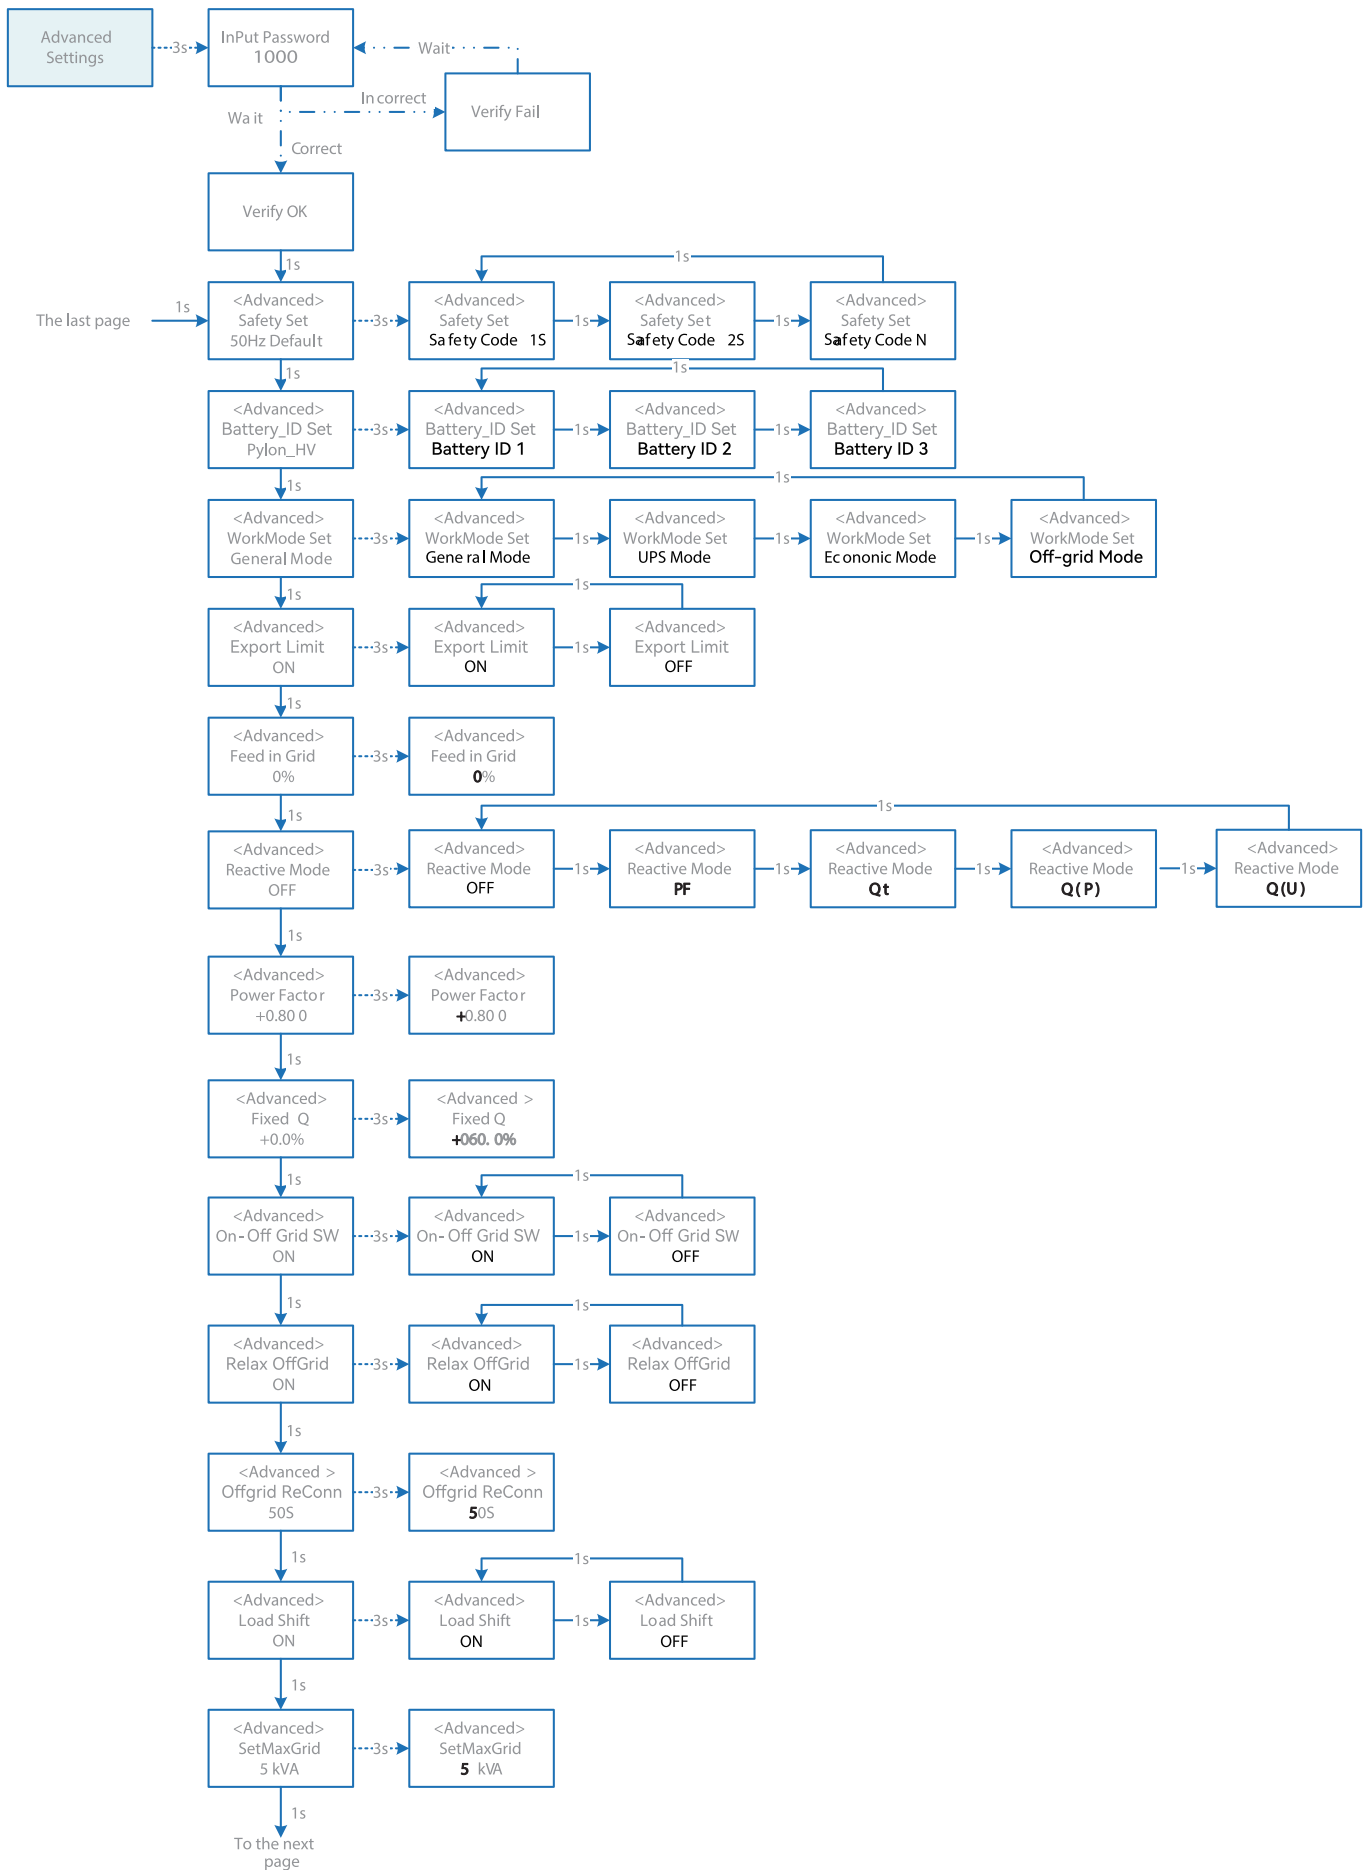 Advanced
Settings
3s
InPut Password
1000
Wait
In correct
Wa it
Verify Fail
Correct
Verify OK
1s
1s
The last page
1s
<Advanced>
Safety Set
50Hz Default
3s
<Advanced>
Safety Set
Safety Code 1S
1s
<Advanced>
Safety Set
Safety Code 2S
1s
<Advanced>
Safety Set
Safety Code N
1s
1s
<Advanced>
Battery_ID Set
Pylon_HV
3s
<Advanced>
Battery_ID Set
Battery ID 1
1s
<Advanced>
Battery_ID Set
Battery ID 2
1s
<Advanced>
Battery_ID Set
Battery ID 3
1s
1s
<Advanced>
WorkMode Set
General Mode
3s
<Advanced>
WorkMode Set
General Mode
1s
<Advanced>
WorkMode Set
UPS Mode
1s
<Advanced>
WorkMode Set
Econonic Mode
1s
<Advanced>
WorkMode Set
Off-grid Mode
1s
1s
<Advanced>
Export Limit
ON
3s
<Advanced>
Export Limit
ON
1s
<Advanced>
Export Limit
OFF
1s
<Advanced>
Feed in Grid
0%
3s
<Advanced>
Feed in Grid
0%
1s
1s
<Advanced>
Reactive Mode
OFF
3s
<Advanced>
Reactive Mode
OFF
1s
<Advanced>
Reactive Mode
PF
1s
<Advanced>
Reactive Mode
Qt
1s
<Advanced>
Reactive Mode
Q(P)
1s
<Advanced>
Reactive Mode
Q(U)
1s
<Advanced>
Power Factor
+0.80 0
3s
<Advanced>
Power Factor
+0.80 0
1s
<Advanced>
Fixed Q
+0.0%
3s
<Advanced >
Fixed Q
+060. 0%
1s
1s
<Advanced>
On-Off Grid SW
ON
3s
<Advanced>
On-Off Grid SW
ON
1s
<Advanced>
On-Off Grid SW
OFF
1s
1s
<Advanced>
Relax OffGrid
ON
3s
<Advanced>
Relax OffGrid
ON
1s
<Advanced>
Relax OffGrid
OFF
1s
<Advanced >
Offgrid ReConn
50S
3s
<Advanced >
Offgrid ReConn
50S
1s
1s
<Advanced>
Load Shift
ON
3s
<Advanced>
Load Shift
ON
1s
<Advanced>
Load Shift
OFF
1s
<Advanced>
SetMaxGrid
5 kVA
3s
<Advanced>
SetMaxGrid
5 kVA
1s
To the next
page